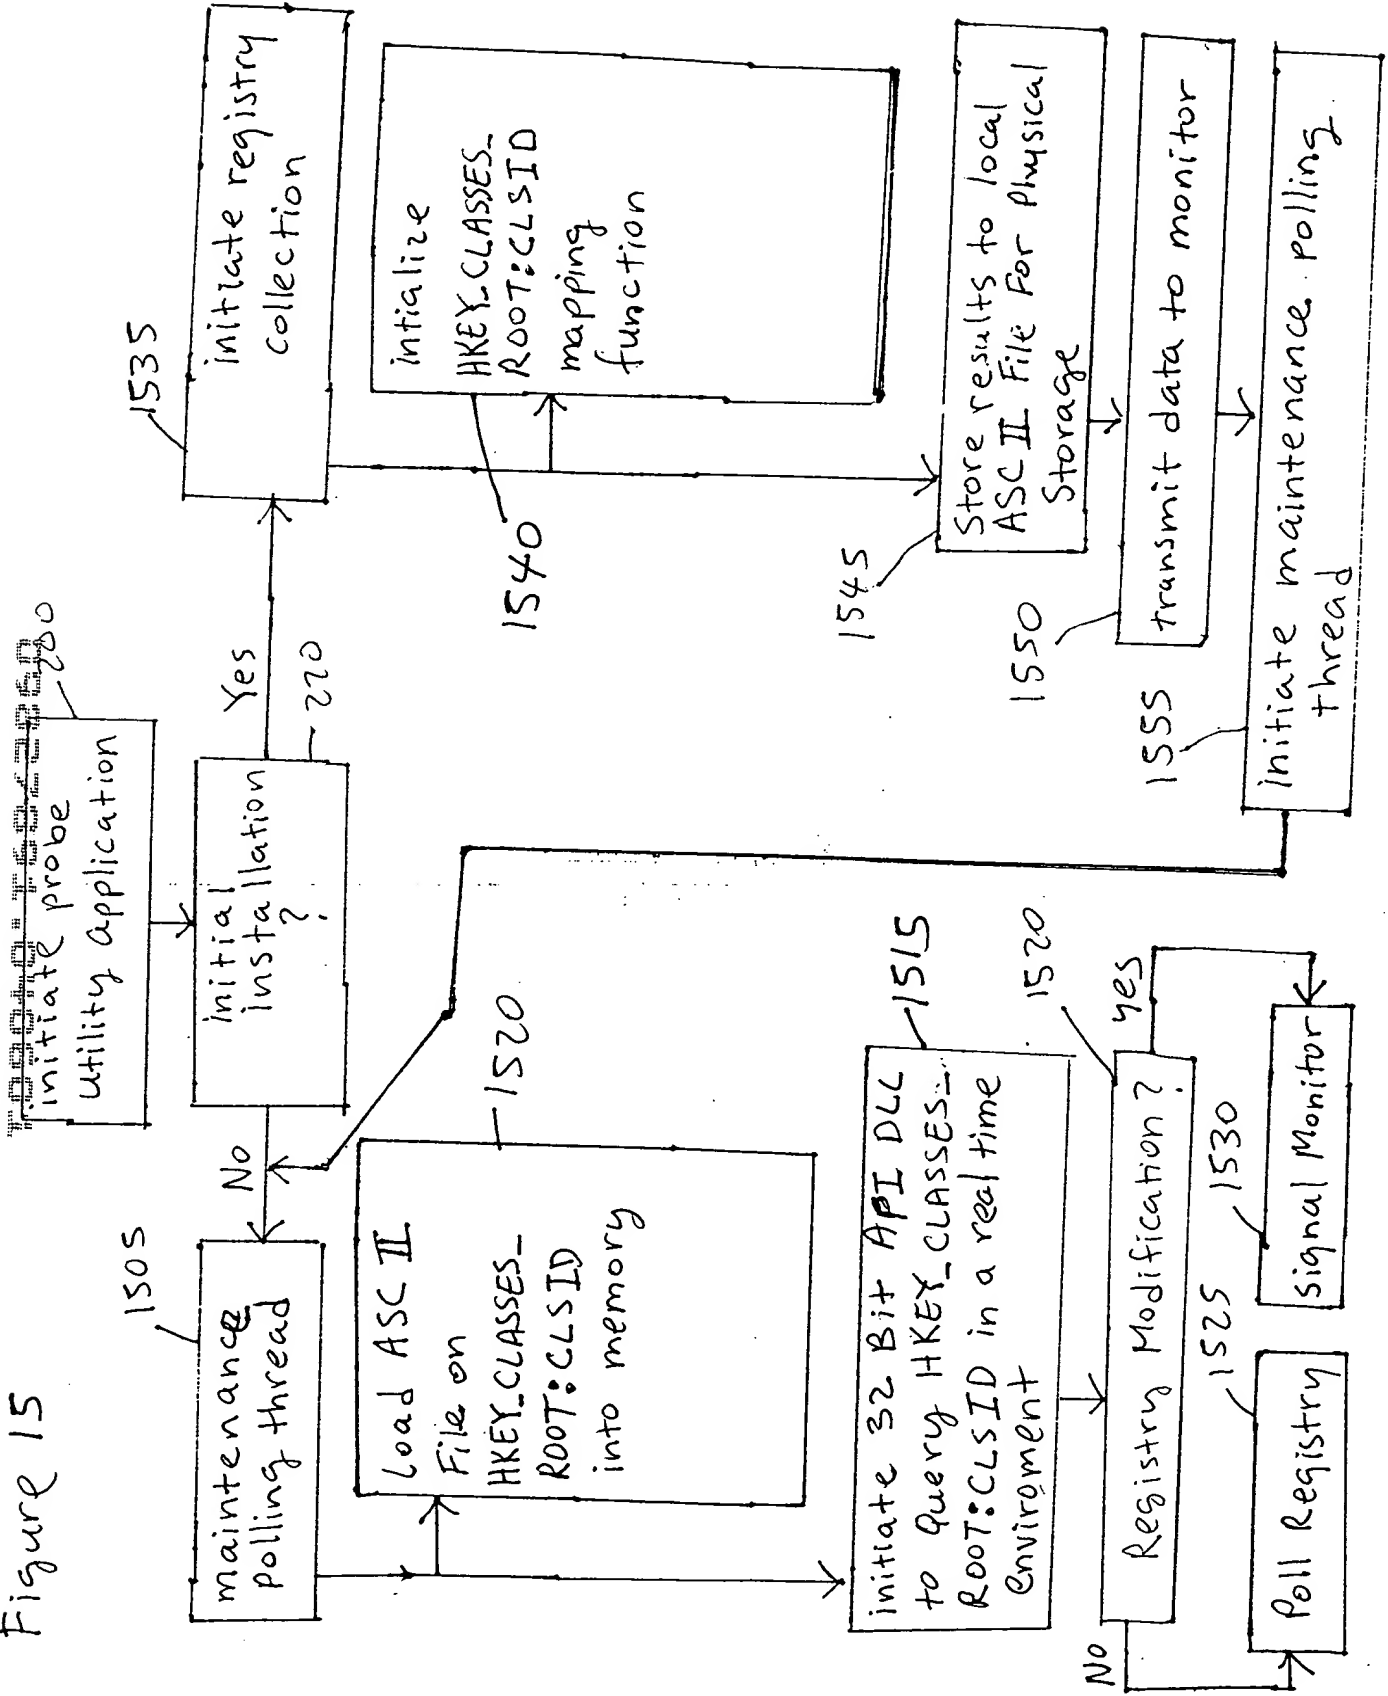 Figure 15
initiate probe
utility application
200
initial
installation
?
220
Yes
No
1505
maintenance
polling thread
Load ASC II
File on
HKEY_CLASSES_
ROOT:CLSID
into memory
1520
initiate 32 Bit API DLL
to Query HKEY_CLASSES_
ROOT:CLSID in a real time
enviroment
1515
Registry Modification?
1520
No
yes
Poll Registry
1525
signal Monitor
1530
1535
initiate registry
collection
intialize
HKEY_CLASSES_
ROOT:CLSID
mapping
function
1540
Store results to local
ASC II File For Physical
Storage
1545
transmit data to monitor
1550
initiate maintenance polling
thread
1555